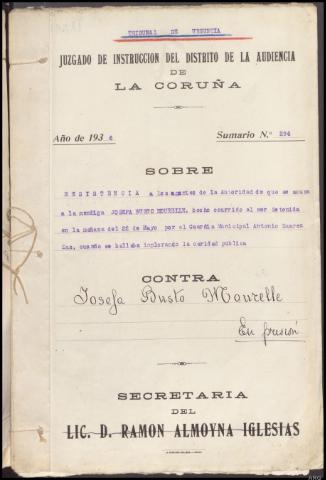 TRIBUNAL DE URGENCIA
JUZGADO DE INSTRUCCION DEL DISTRITO DE LA AUDIENCIA
DE
LA CORUÑA
Año de 193 4
Sumario N.º 294
SOBRE
RESISTENCIA a los agentes de la Autoridad de que se acusa
a la mendiga JOSEFA BUSTO MOURELLE, hecho ocurrido al ser detenida
en la mañana del 22 de Mayo por el Guardia Municipal Antonio Suarez
Cao, cuando se hallaba implorando la caridad publica
CONTRA
Josefa Busto Mourelle
En prisión
SECRETARIA
DEL
LIC. D. RAMON ALMOYNA IGLESIAS
ARG